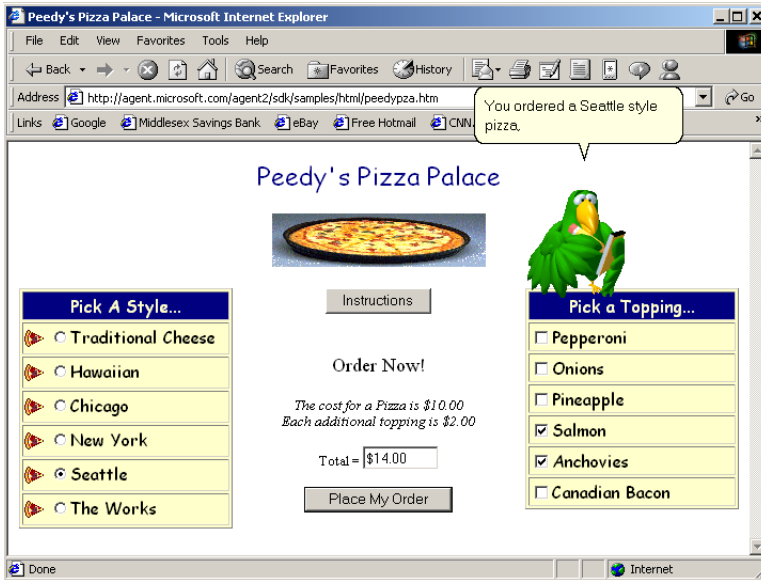 Peedy's Pizza Palace - Microsoft Internet Explorer
File Edit View Favorites Tools Help
Back Search Favorites History
Address http://agent.microsoft.com/agent2/sdk/samples/html/peedypza.htm Go
Links Google Middlesex Savings Bank eBay Free Hotmail CNN.
You ordered a Seattle style
pizza,
Peedy's Pizza Palace
Pick A Style...
Traditional Cheese
Hawaiian
Chicago
New York
Seattle
The Works
Instructions
Order Now!
The cost for a Pizza is $10.00
Each additional topping is $2.00
Total = $14.00
Place My Order
Pick a Topping...
Pepperoni
Onions
Pineapple
Salmon
Anchovies
Canadian Bacon
Done Internet